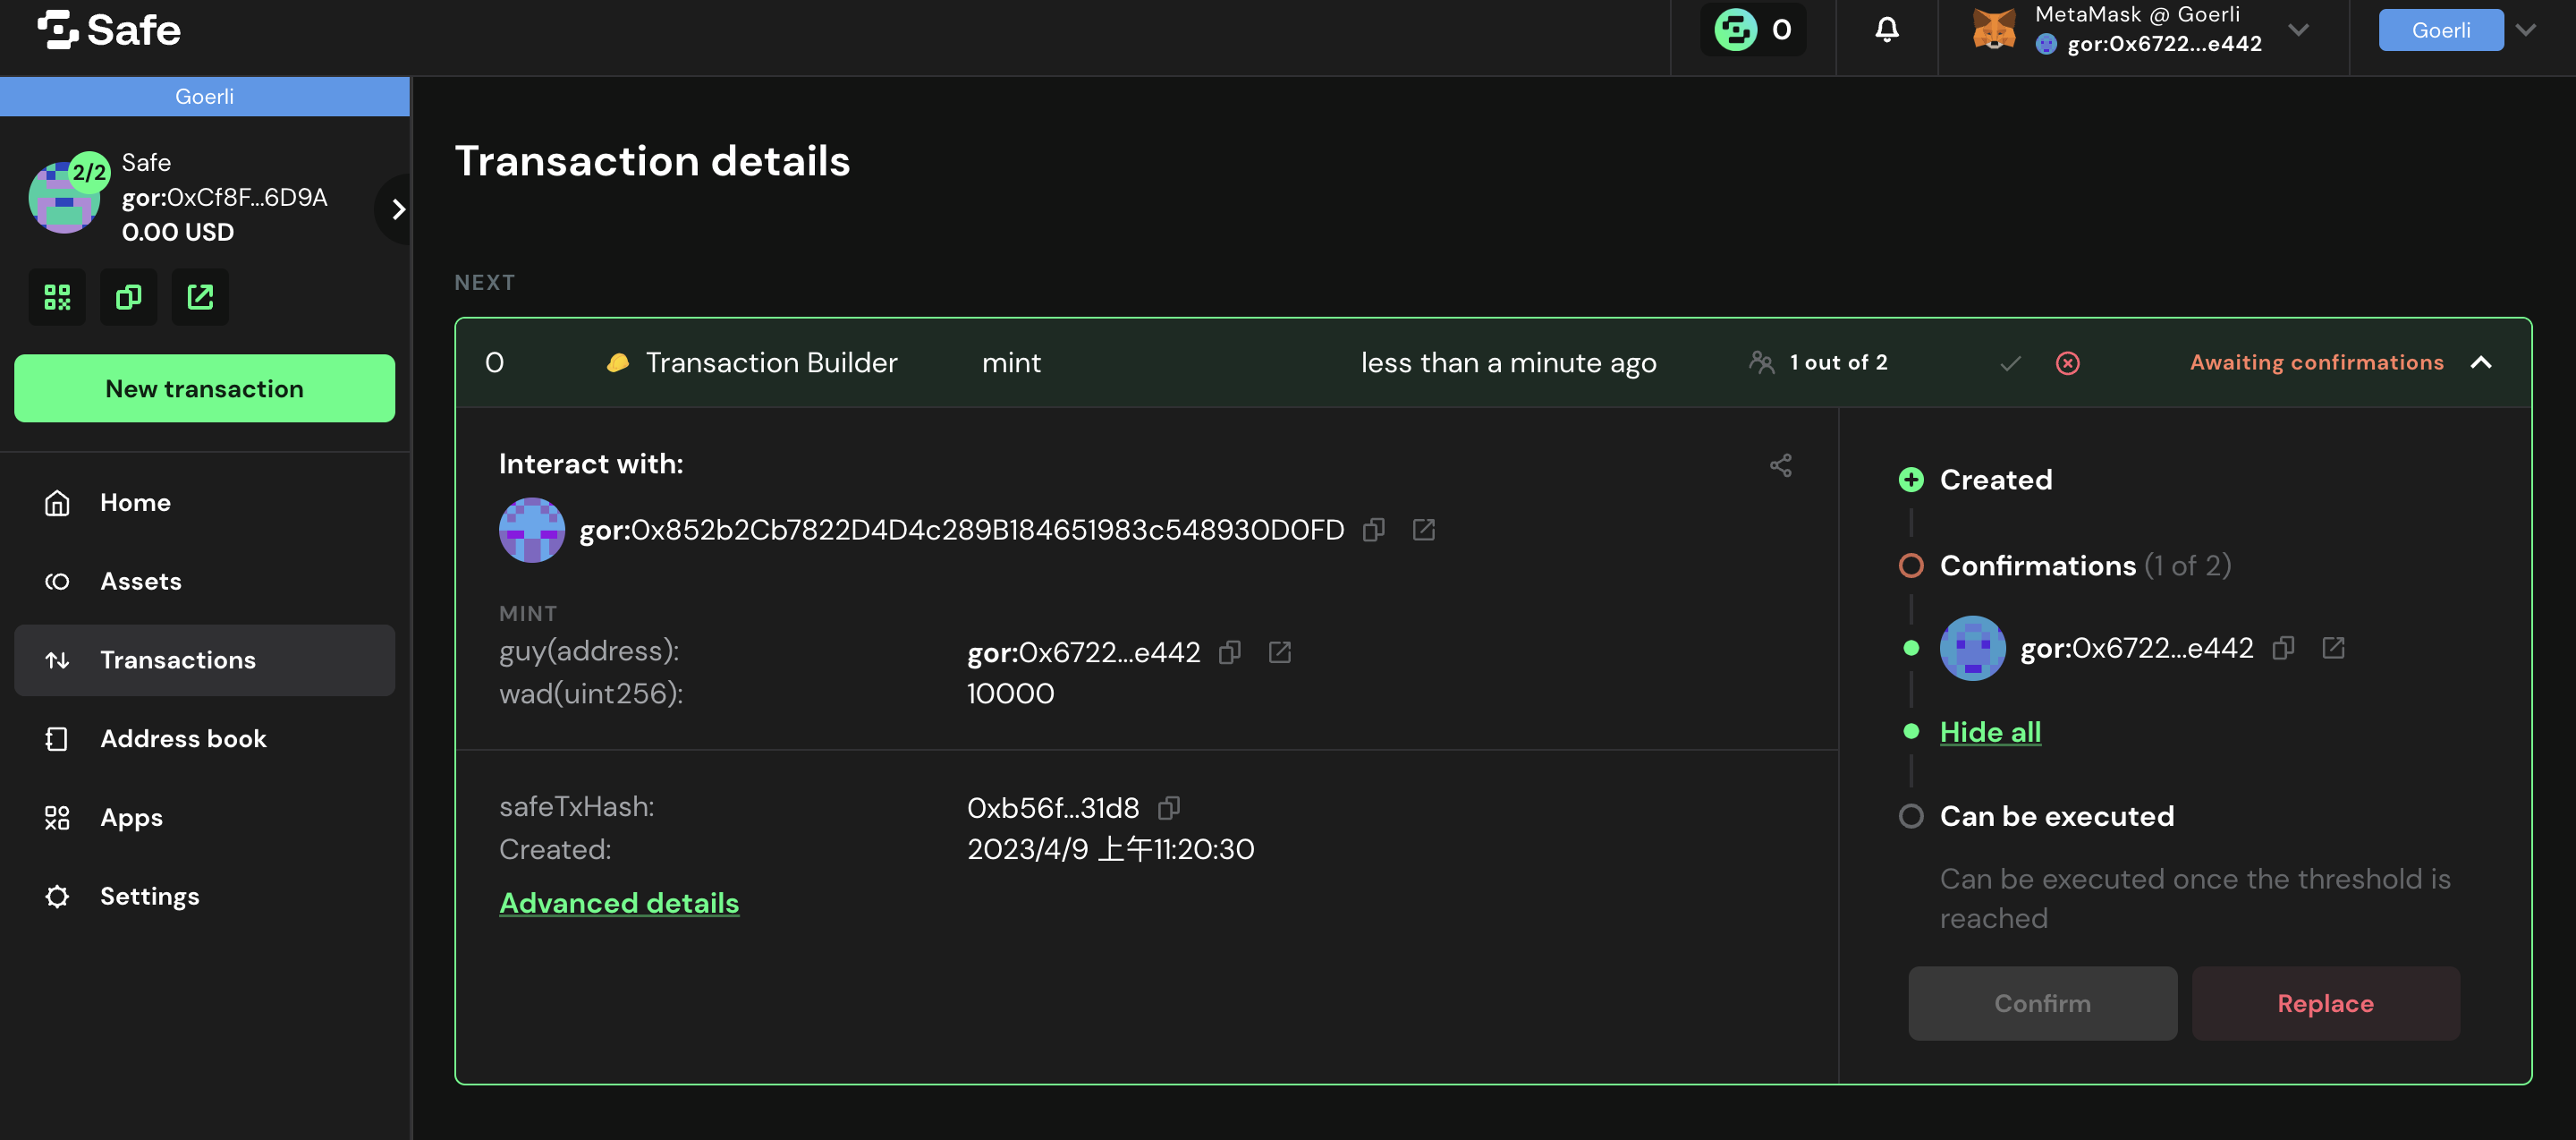 Safe
0
MetaMask @ Goerli
gor:0x6722...e442
Goerli
Goerli
2/2
Safe
gor:0xCf8F...6D9A
0.00 USD
New transaction
Home
Assets
Transactions
Address book
Apps
Settings
Transaction details
NEXT
0 Transaction Builder mint less than a minute ago 1 out of 2 Awaiting confirmations
Interact with:
gor:0x852b2Cb7822D4D4c289B184651983c548930D0FD
MINT
guy(address): gor:0x6722...e442
wad(uint256): 10000
safeTxHash: 0xb56f...31d8
Created: 2023/4/9 上午11:20:30
Advanced details
Created
Confirmations (1 of 2)
gor:0x6722...e442
Hide all
Can be executed
Can be executed once the threshold is
reached
Confirm
Replace